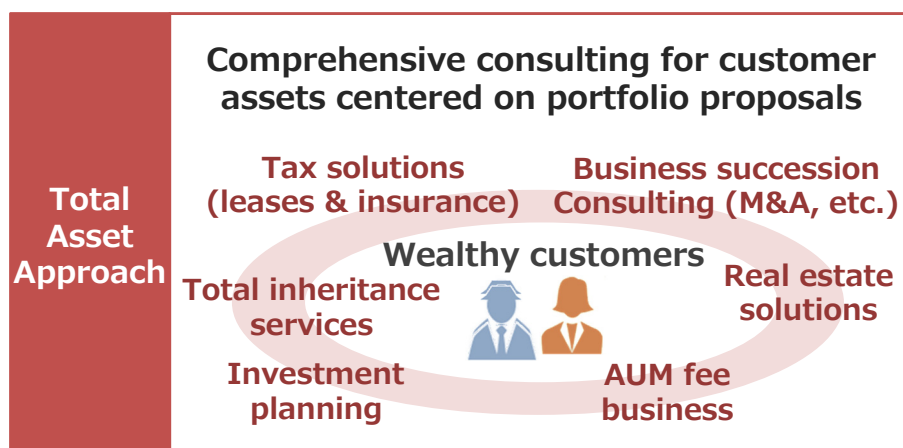 Total
Asset
Approach
Comprehensive consulting for customer
assets centered on portfolio proposals
Tax solutions
(leases & insurance)
Business succession
Consulting (M&A, etc.)
Wealthy customers
Total inheritance
services
Real estate
solutions
Investment
planning
AUM fee
business